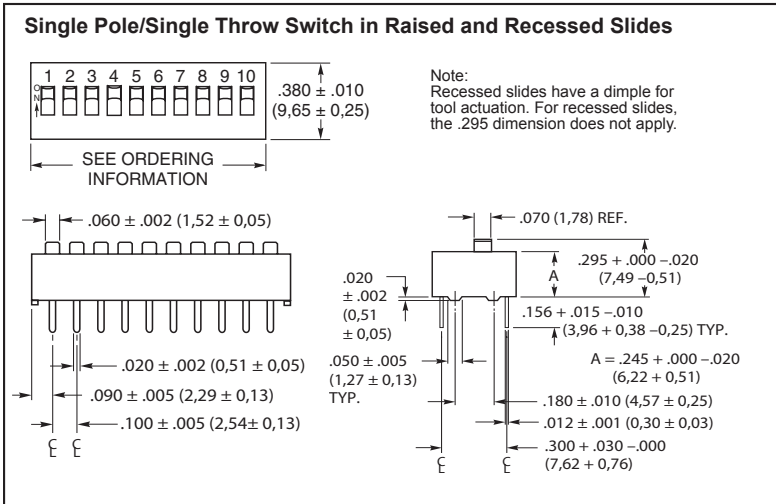 Single Pole/Single Throw Switch in Raised and Recessed Slides
1 2 3 4 5 6 7 8 9 10
O
N
.380 ± .010
(9,65 ± 0,25)
SEE ORDERING
INFORMATION
Note:
Recessed slides have a dimple for
tool actuation. For recessed slides,
the .295 dimension does not apply.
.060 ± .002 (1,52 ± 0,05)
.020 ± .002 (0,51 ± 0,05)
.090 ± .005 (2,29 ± 0,13)
.100 ± .005 (2,54± 0,13)
C L C L
.070 (1,78) REF.
A
.295 + .000 –.020
(7,49 –0,51)
.020
± .002
(0,51
± 0,05)
.156 + .015 –.010
(3,96 + 0,38 –0,25) TYP.
.050 ± .005
(1,27 ± 0,13)
TYP.
A = .245 + .000 –.020
(6,22 + 0,51)
.180 ± .010 (4,57 ± 0,25)
.012 ± .001 (0,30 ± 0,03)
.300 + .030 –.000
(7,62 + 0,76)
C L C L